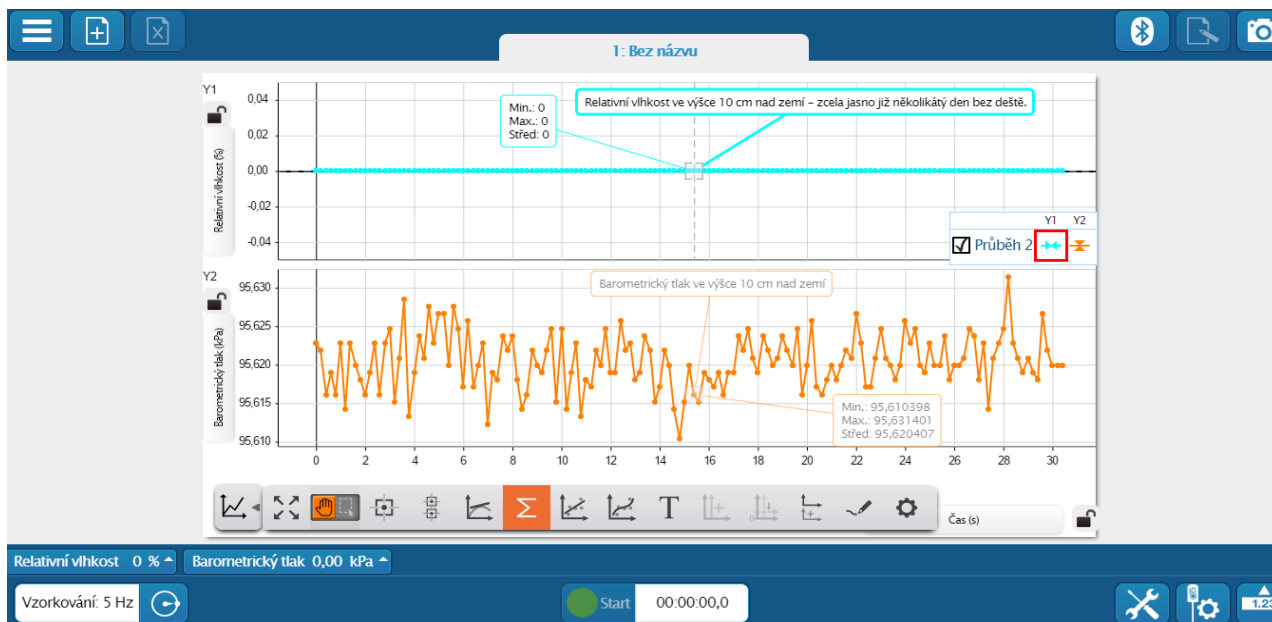 1: Bez názvu
Y1
0,04
0,02
0,00
-0,02
-0,04
Relativní vlhkost (%)
Min.: 0
Max.: 0
Střed: 0
Relativní vlhkost ve výšce 10 cm nad zemí – zcela jasno již několikátý den bez deště.
Y1 Y2
Průběh 2
Y2
95,630
95,625
95,620
95,615
95,610
Barometrický tlak (kPa)
Barometrický tlak ve výšce 10 cm nad zemí
Min.: 95,610398
Max.: 95,631401
Střed: 95,620407
0 2 4 6 8 10 12 14 16 18 20 22 24 26 28 30
Σ T
Čas (s)
Relativní vlhkost 0 % Barometrický tlak 0,00 kPa
Vzorkování: 5 Hz Start 00:00:00,0
1.23